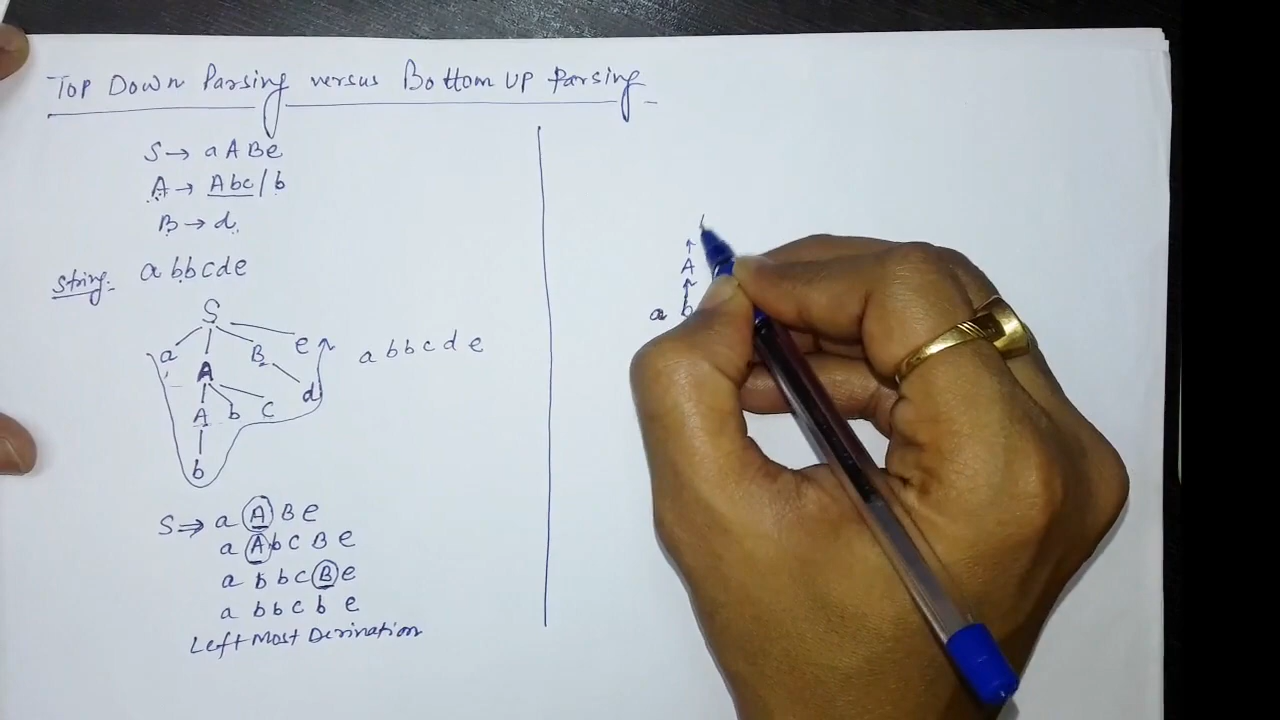 Top Down Parsing versus Bottom up Parsing
S → a A B e
A → Abc / b
B → d
String:- a bbcde
S
a A B e
a b b c d e
A b c d
b
S ⇒ a A B e
a A b c B e
a b b c B e
a b b c b e
Left Most Derivation
A
a b